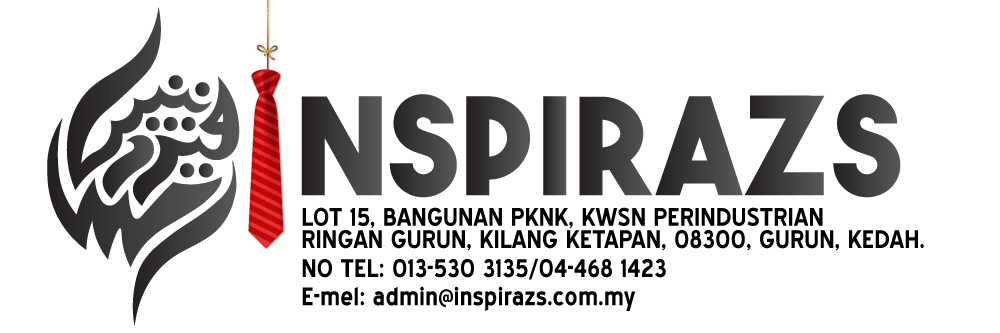 INSPIRAZS
LOT 15, BANGUNAN PKNK, KWSN PERINDUSTRIAN
RINGAN GURUN, KILANG KETAPAN, 08300, GURUN, KEDAH.
NO TEL: 013-530 3135/04-468 1423
E-mel: admin@inspirazs.com.my